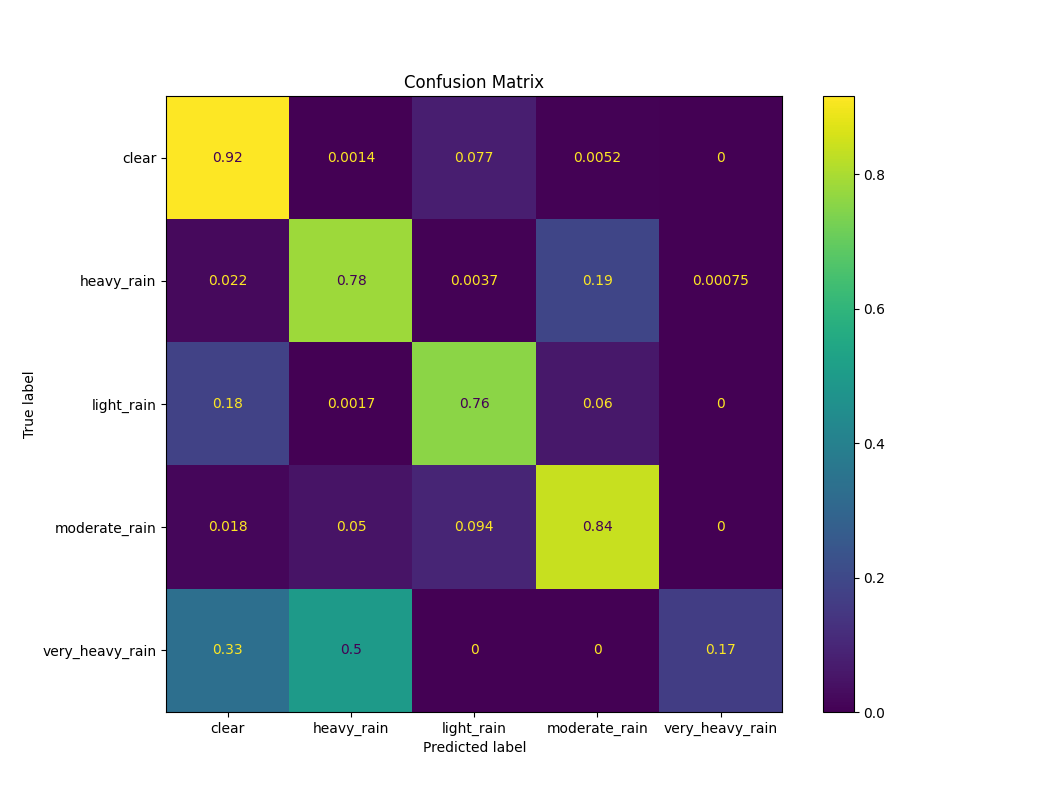 Confusion Matrix
True label
clear 0.92 0.0014 0.077 0.0052 0
heavy_rain 0.022 0.78 0.0037 0.19 0.00075
light_rain 0.18 0.0017 0.76 0.06 0
moderate_rain 0.018 0.05 0.094 0.84 0
very_heavy_rain 0.33 0.5 0 0 0.17
clear heavy_rain light_rain moderate_rain very_heavy_rain
Predicted label
0.8
0.6
0.4
0.2
0.0